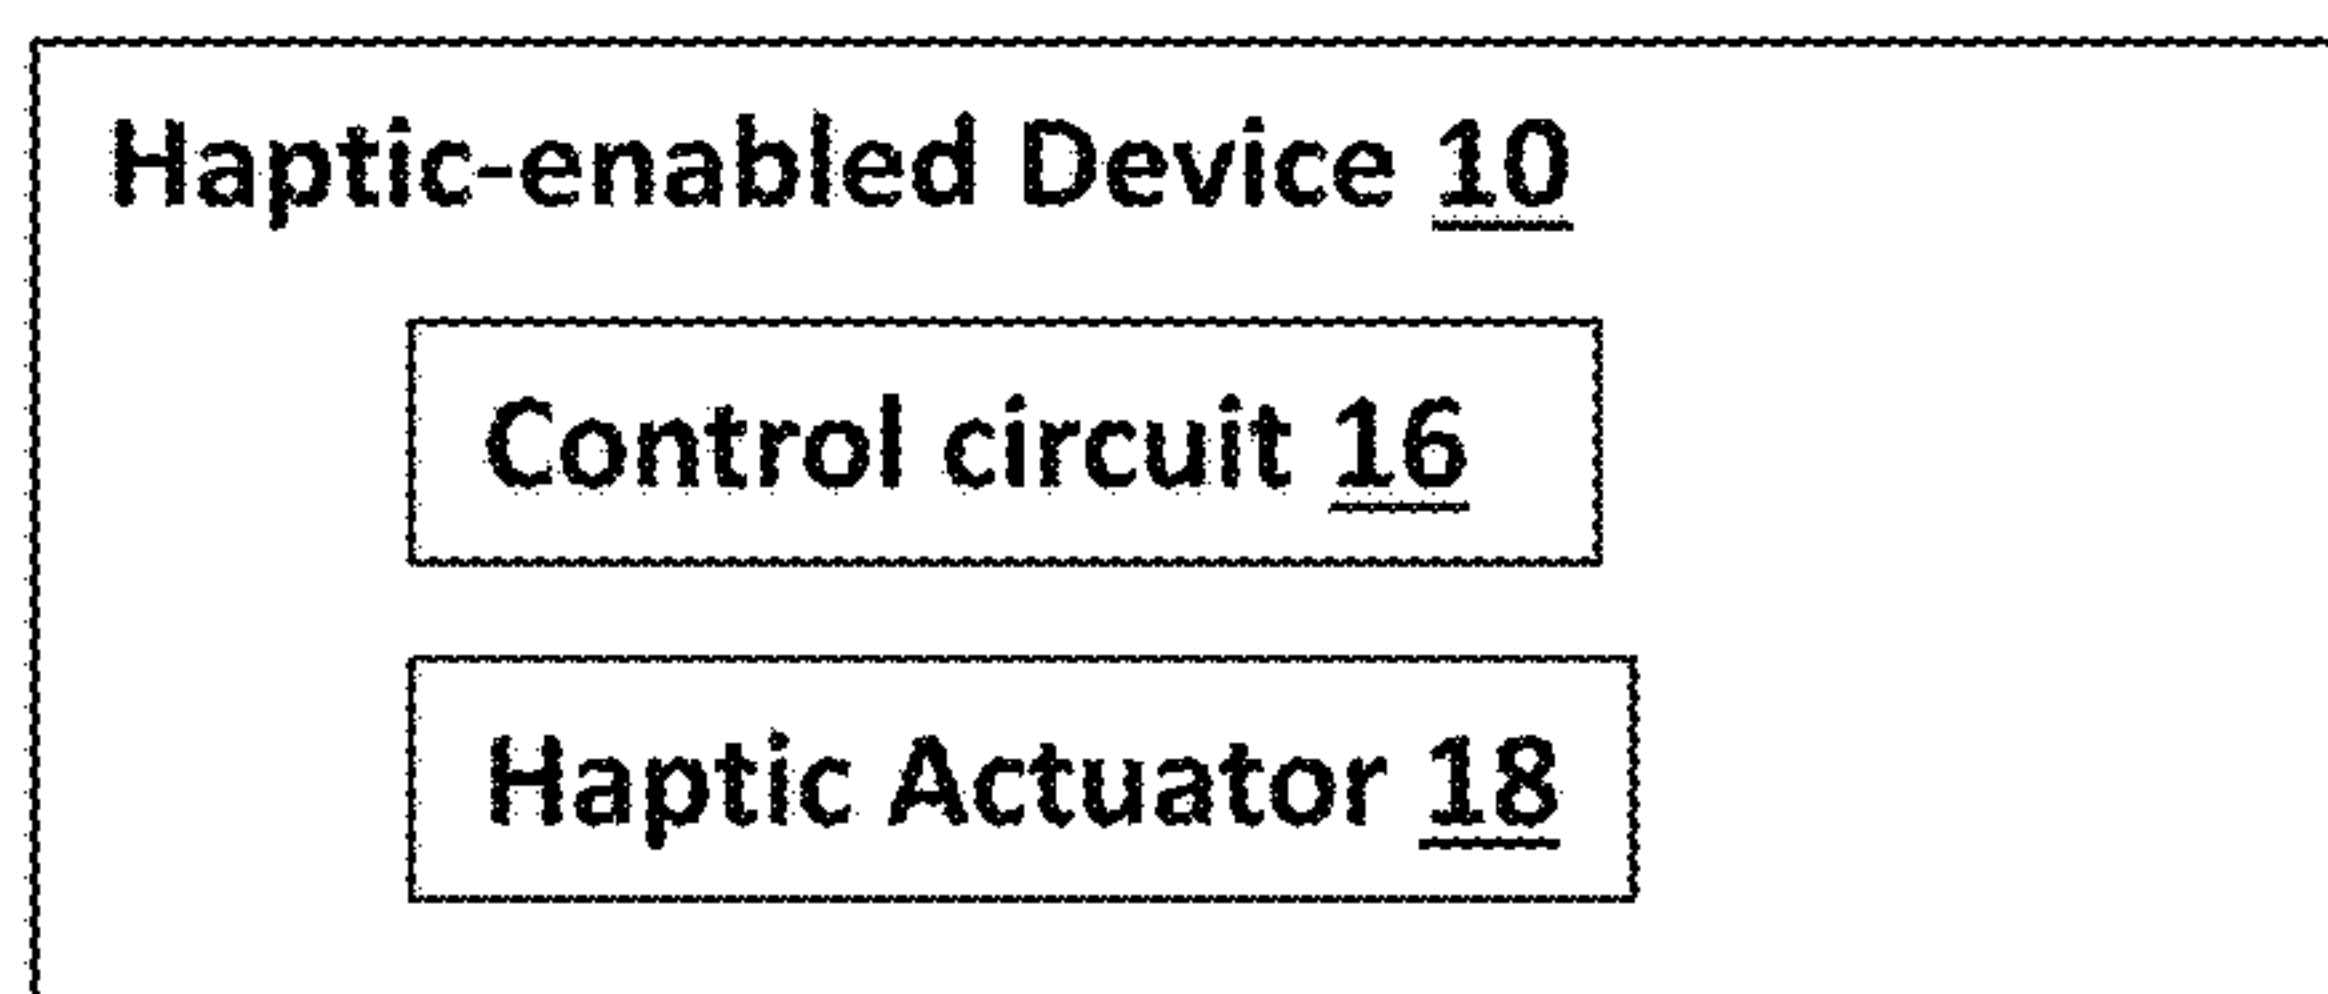 Haptic-enabled Device 10
Control circuit 16
Haptic Actuator 18